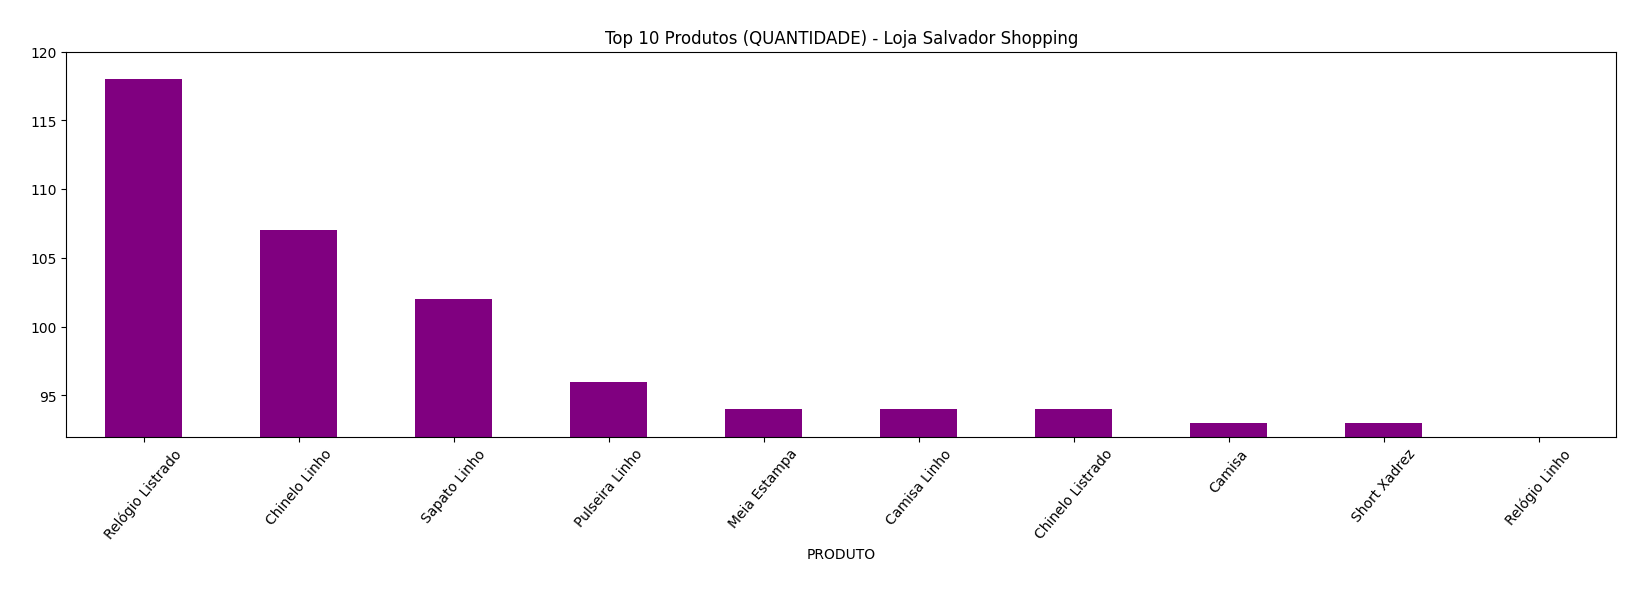 Top 10 Produtos (QUANTIDADE) - Loja Salvador Shopping
120
115
110
105
100
95
Relógio Listrado
Chinelo Linho
Sapato Linho
Pulseira Linho
Meia Estampa
Camisa Linho
Chinelo Listrado
Camisa
Short Xadrez
Relógio Linho
PRODUTO